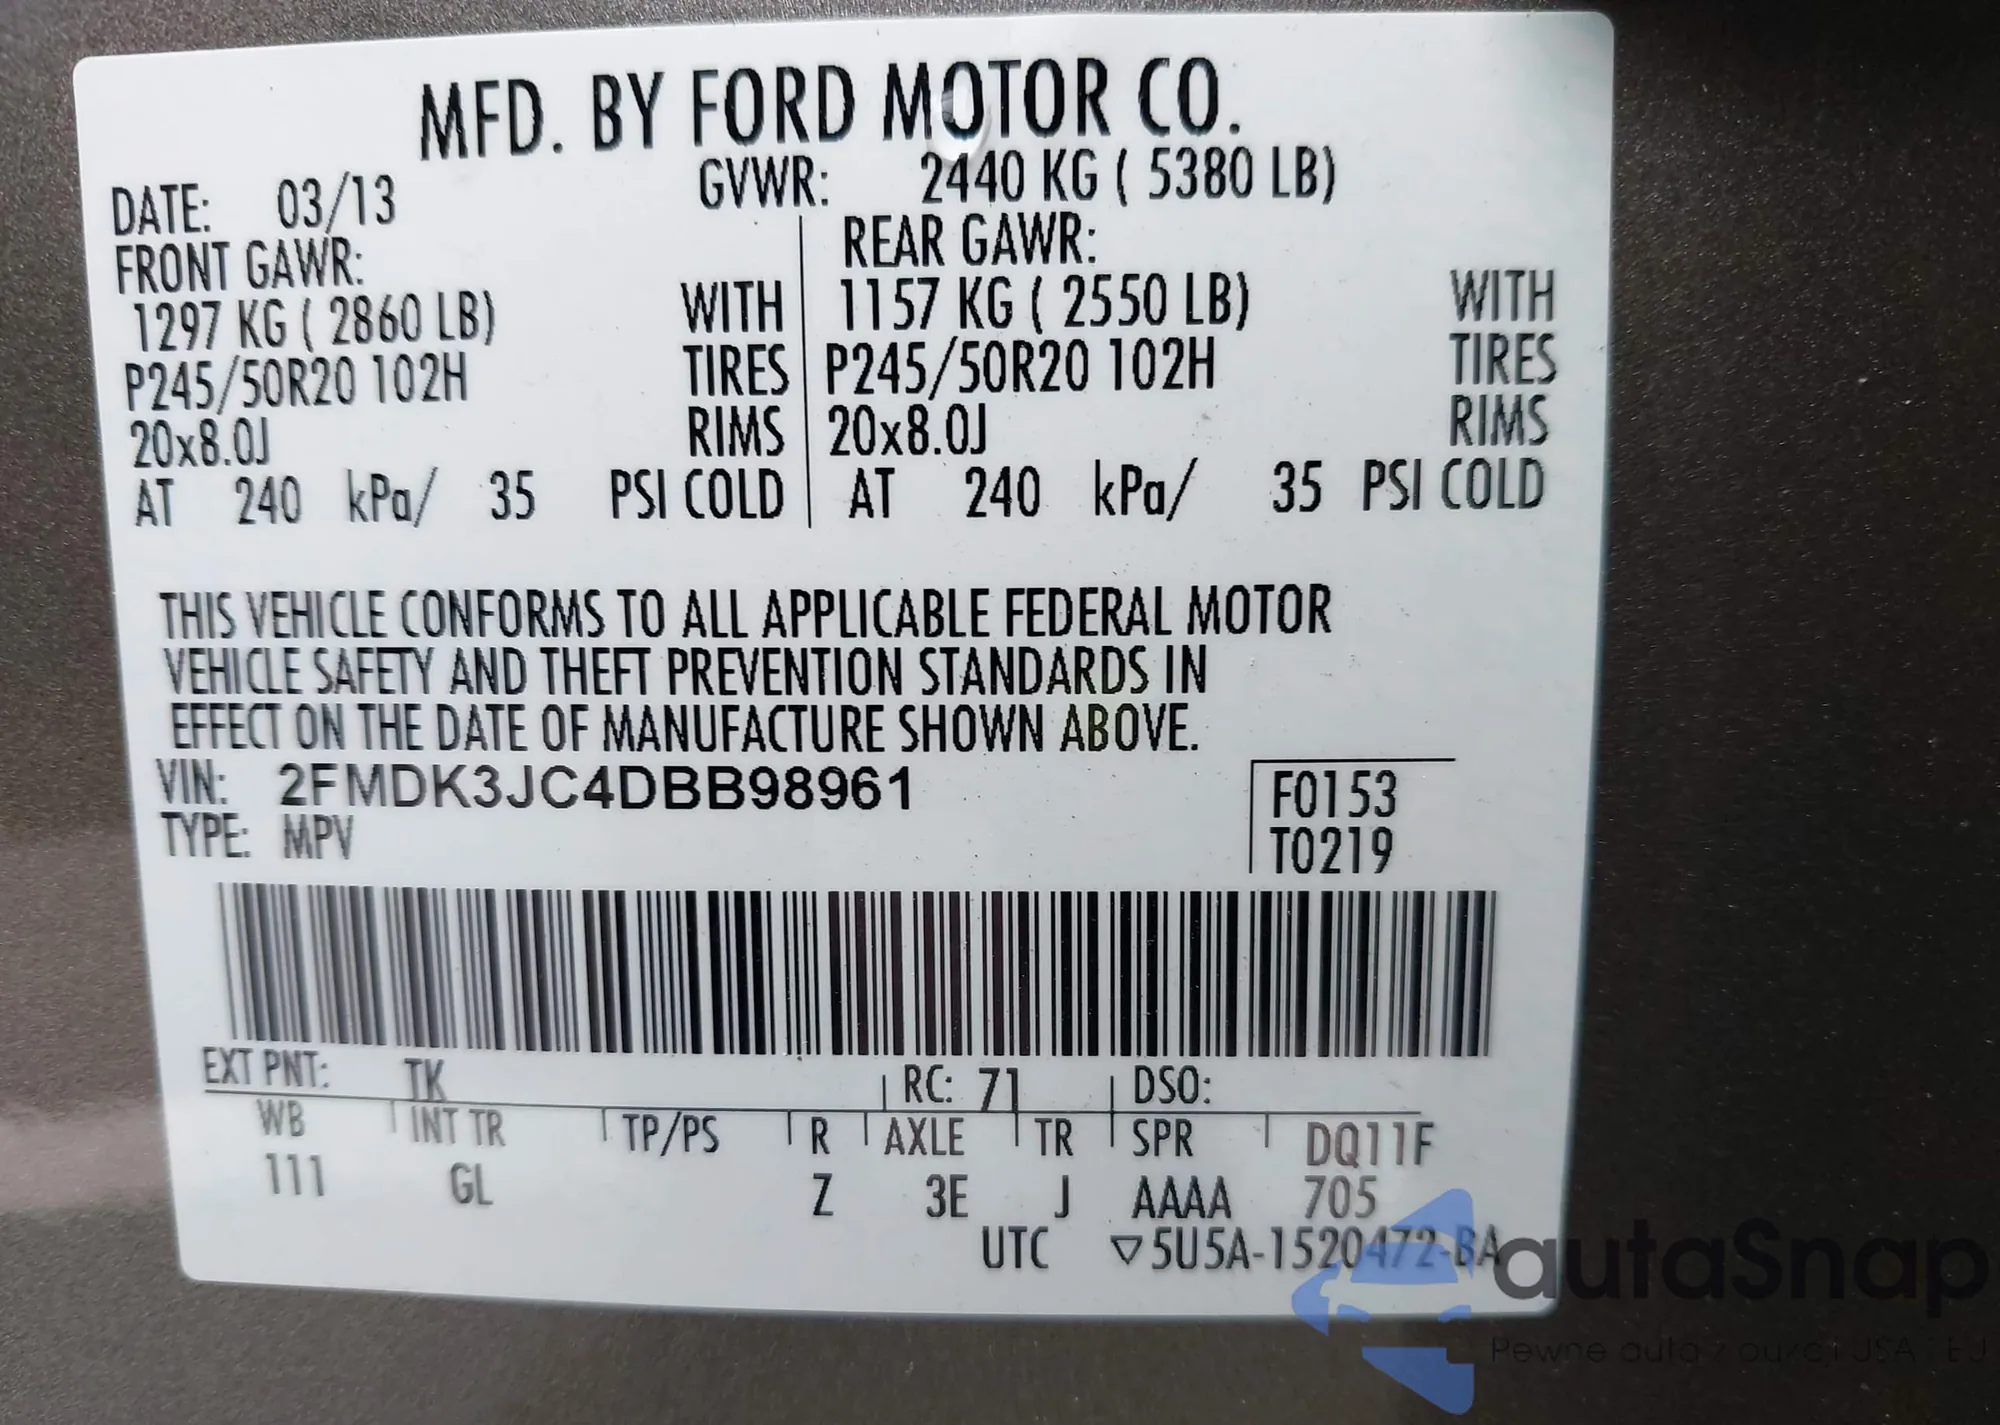 MFD. BY FORD MOTOR CO.
DATE: 03/13 GVWR: 2440 KG ( 5380 LB)
FRONT GAWR: REAR GAWR:
1297 KG ( 2860 LB) WITH 1157 KG ( 2550 LB) WITH
P245/50R20 102H TIRES P245/50R20 102H TIRES
20x8.0J RIMS 20x8.0J RIMS
AT 240 kPa/ 35 PSI COLD AT 240 kPa/ 35 PSI COLD
THIS VEHICLE CONFORMS TO ALL APPLICABLE FEDERAL MOTOR
VEHICLE SAFETY AND THEFT PREVENTION STANDARDS IN
EFFECT ON THE DATE OF MANUFACTURE SHOWN ABOVE.
VIN: 2FMDK3JC4DBB98961 F0153
TYPE: MPV T0219
EXT PNT: TK RC: 71 DSO:
WB INT TR TP/PS R AXLE TR SPR DQ11F
111 GL Z 3E J AAAA 705
UTC ▽5U5A-1520472-BA
autaSnap
Pewne auta z USA i EU